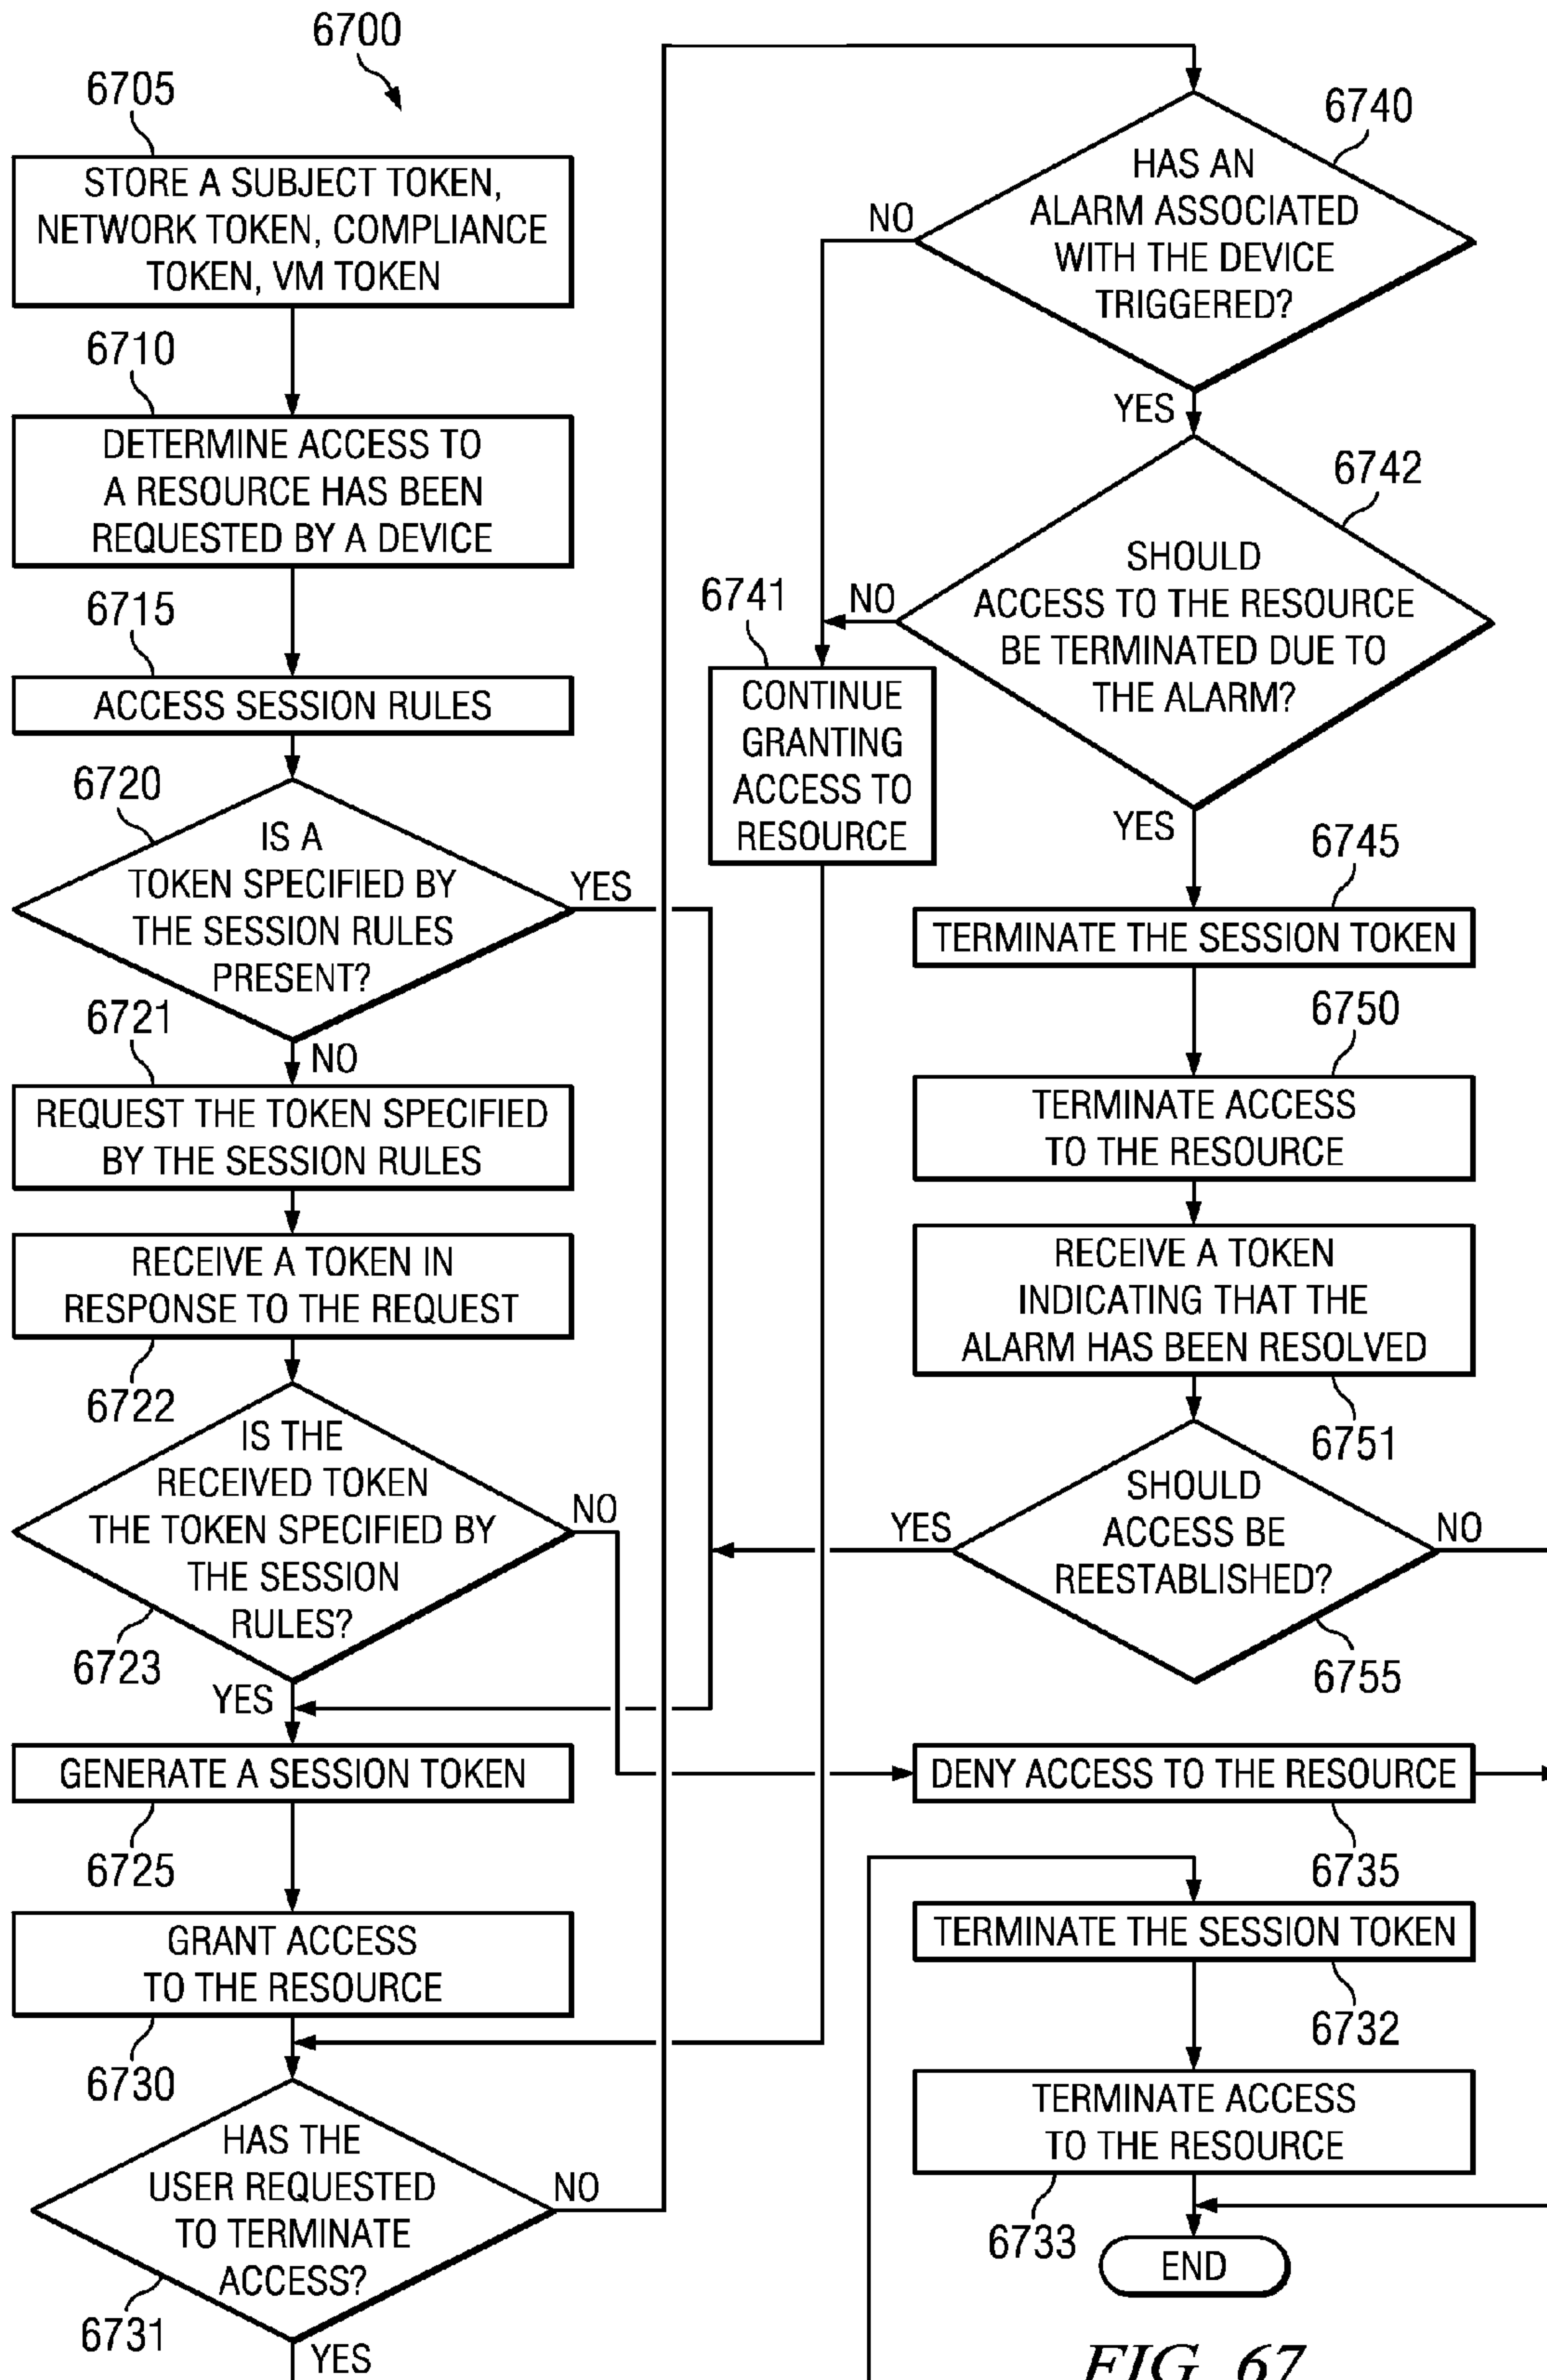 6700
6705
STORE A SUBJECT TOKEN,
NETWORK TOKEN, COMPLIANCE
TOKEN, VM TOKEN
6710
DETERMINE ACCESS TO
A RESOURCE HAS BEEN
REQUESTED BY A DEVICE
6715
ACCESS SESSION RULES
6720
IS A
TOKEN SPECIFIED BY
THE SESSION RULES
PRESENT?
YES
NO
6721
REQUEST THE TOKEN SPECIFIED
BY THE SESSION RULES
RECEIVE A TOKEN IN
RESPONSE TO THE REQUEST
6722
IS THE
RECEIVED TOKEN
THE TOKEN SPECIFIED BY
THE SESSION
RULES?
NO
6723
YES
GENERATE A SESSION TOKEN
6725
GRANT ACCESS
TO THE RESOURCE
6730
HAS THE
USER REQUESTED
TO TERMINATE
ACCESS?
NO
6731
YES
6740
HAS AN
ALARM ASSOCIATED
WITH THE DEVICE
TRIGGERED?
NO
YES
6742
SHOULD
ACCESS TO THE RESOURCE
BE TERMINATED DUE TO
THE ALARM?
NO
YES
6741
CONTINUE
GRANTING
ACCESS TO
RESOURCE
6745
TERMINATE THE SESSION TOKEN
6750
TERMINATE ACCESS
TO THE RESOURCE
RECEIVE A TOKEN
INDICATING THAT THE
ALARM HAS BEEN RESOLVED
6751
SHOULD
ACCESS BE
REESTABLISHED?
YES
NO
6755
DENY ACCESS TO THE RESOURCE
6735
TERMINATE THE SESSION TOKEN
6732
TERMINATE ACCESS
TO THE RESOURCE
6733
END
FIG. 67